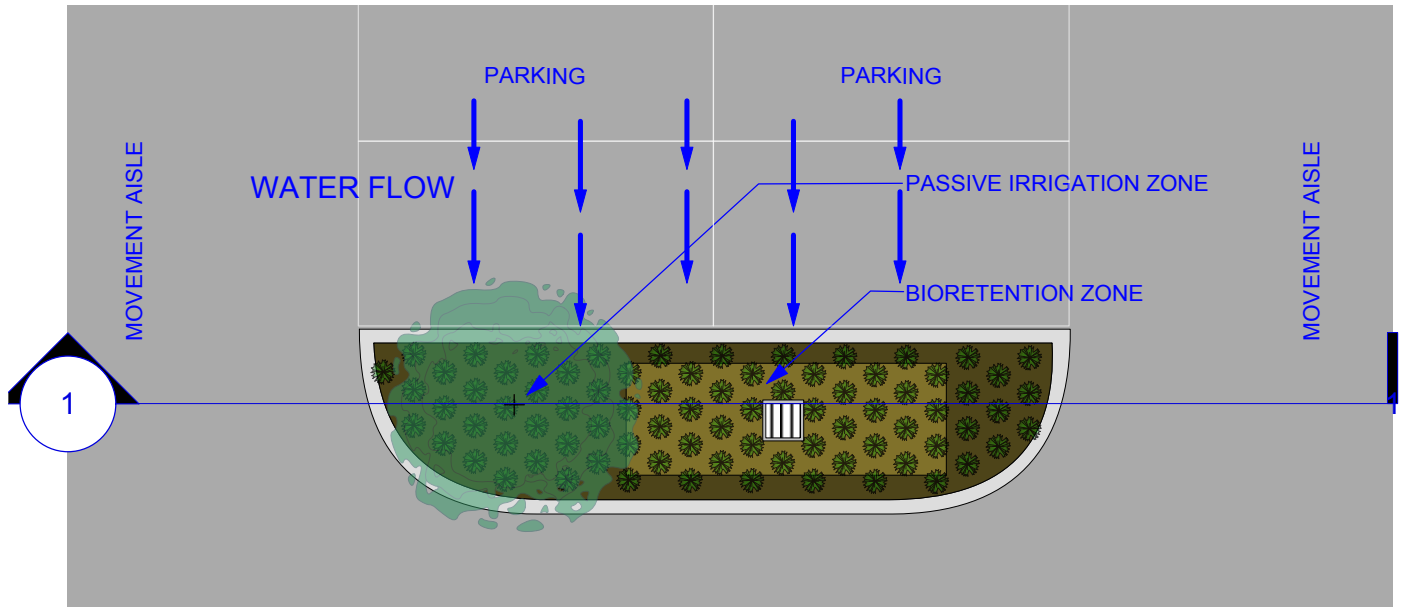 PARKING
PARKING
MOVEMENT AISLE
WATER FLOW
PASSIVE IRRIGATION ZONE
MOVEMENT AISLE
BIORETENTION ZONE
1
1